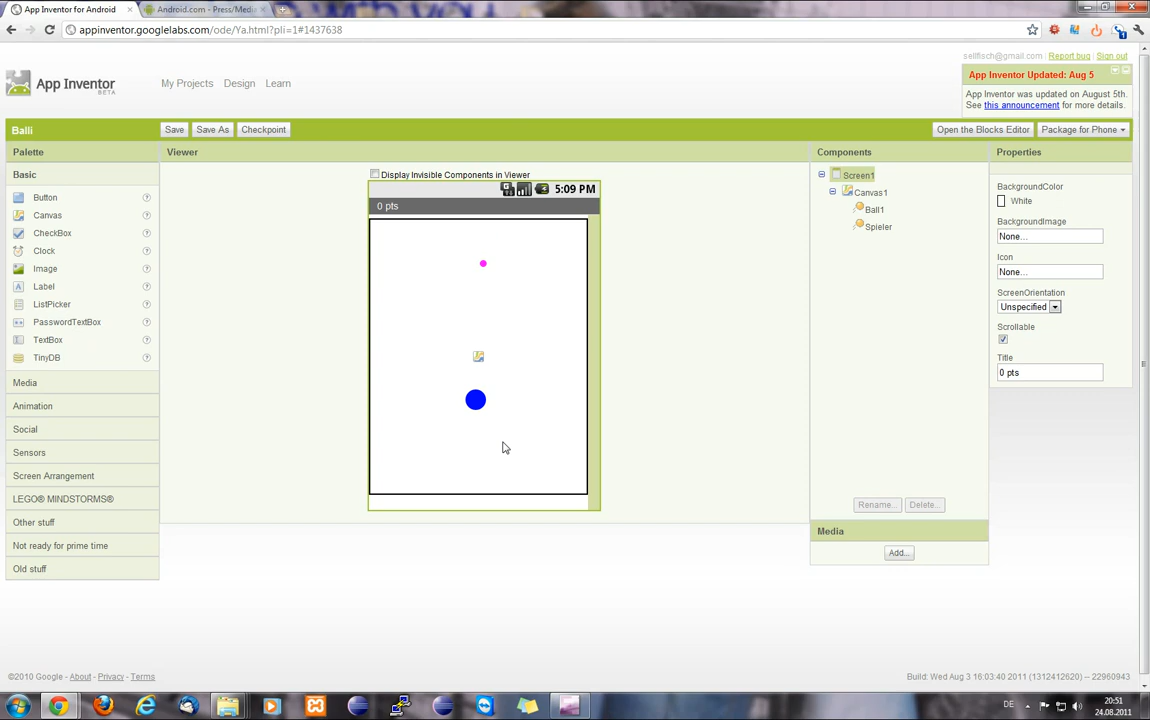 App Inventor for Android
Android.com - Press/Medi
appinventor.googlelabs.com/ode/Ya.html?pli=1#1437638
sellfisch@gmail.com | Report bug | Sign out
App Inventor
BETA
My Projects
Design
Learn
App Inventor Updated: Aug 5
App Inventor was updated on August 5th.
See this announcement for more details.
Balli
Save
Save As
Checkpoint
Open the Blocks Editor
Package for Phone
Palette
Viewer
Components
Properties
Basic
Button
Canvas
CheckBox
Clock
Image
Label
ListPicker
PasswordTextBox
TextBox
TinyDB
Media
Animation
Social
Sensors
Screen Arrangement
LEGO® MINDSTORMS®
Other stuff
Not ready for prime time
Old stuff
Display Invisible Components in Viewer
5:09 PM
0 pts
Screen1
Canvas1
Ball1
Spieler
Rename...
Delete...
Media
Add...
BackgroundColor
White
BackgroundImage
None...
Icon
None...
ScreenOrientation
Unspecified
Scrollable
Title
0 pts
©2010 Google - About - Privacy - Terms
Build: Wed Aug 3 16:03:40 2011 (1312412620) -- 22960943
DE
20:51
24.08.2011